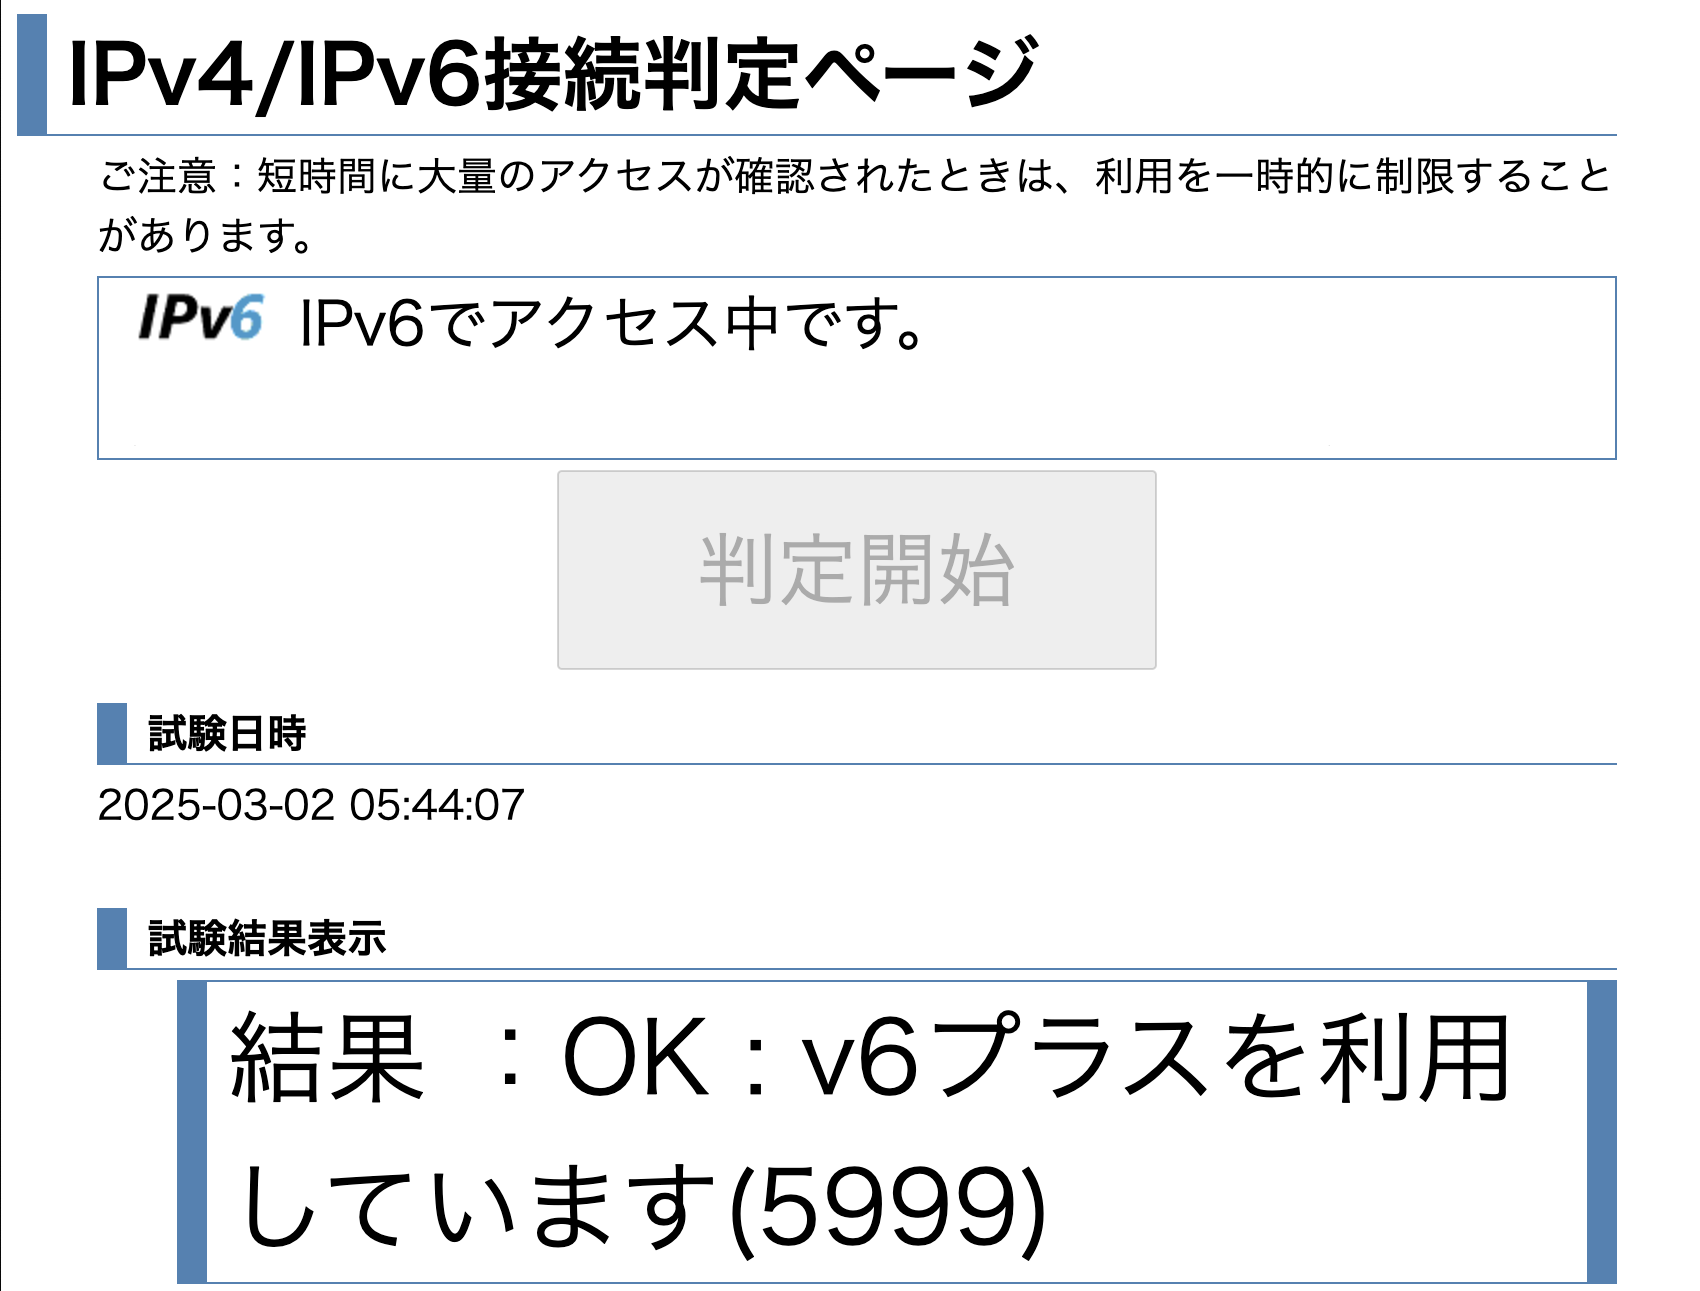 IPv4/IPv6接続判定ページ
ご注意：短時間に大量のアクセスが確認されたときは、利用を一時的に制限すること
があります。
IPv6 IPv6でアクセス中です。
判定開始
試験日時
2025-03-02 05:44:07
試験結果表示
結果 ：OK：v6プラスを利用
しています(5999)